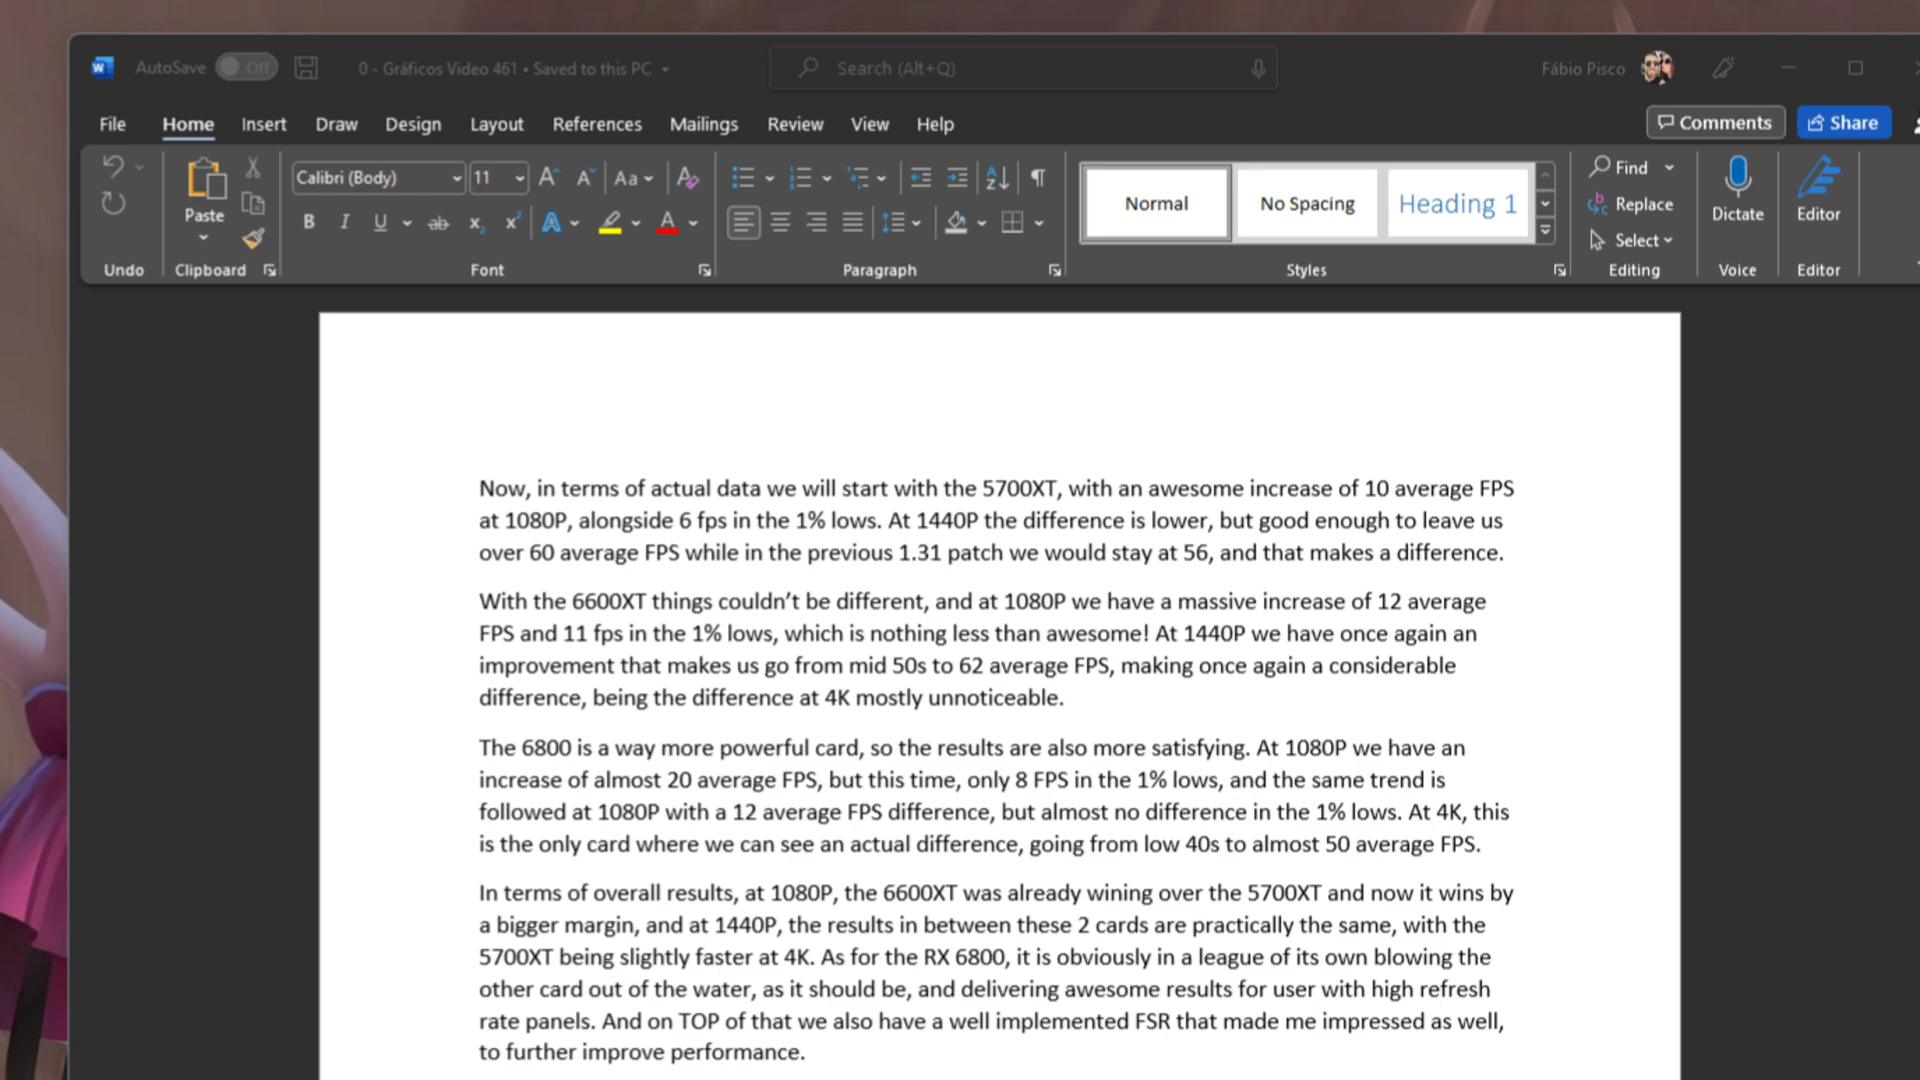 AutoSave Off 0 - Gráficos Video 461 • Saved to this PC Search (Alt+Q) Fábio Pisco
File Home Insert Draw Design Layout References Mailings Review View Help Comments Share
Calibri (Body) 11 Aa
Paste
Normal No Spacing Heading 1
Find
Replace
Select
Dictate
Editor
Undo Clipboard Font Paragraph Styles Editing Voice Editor
Now, in terms of actual data we will start with the 5700XT, with an awesome increase of 10 average FPS
at 1080P, alongside 6 fps in the 1% lows. At 1440P the difference is lower, but good enough to leave us
over 60 average FPS while in the previous 1.31 patch we would stay at 56, and that makes a difference.
With the 6600XT things couldn’t be different, and at 1080P we have a massive increase of 12 average
FPS and 11 fps in the 1% lows, which is nothing less than awesome! At 1440P we have once again an
improvement that makes us go from mid 50s to 62 average FPS, making once again a considerable
difference, being the difference at 4K mostly unnoticeable.
The 6800 is a way more powerful card, so the results are also more satisfying. At 1080P we have an
increase of almost 20 average FPS, but this time, only 8 FPS in the 1% lows, and the same trend is
followed at 1080P with a 12 average FPS difference, but almost no difference in the 1% lows. At 4K, this
is the only card where we can see an actual difference, going from low 40s to almost 50 average FPS.
In terms of overall results, at 1080P, the 6600XT was already wining over the 5700XT and now it wins by
a bigger margin, and at 1440P, the results in between these 2 cards are practically the same, with the
5700XT being slightly faster at 4K. As for the RX 6800, it is obviously in a league of its own blowing the
other card out of the water, as it should be, and delivering awesome results for user with high refresh
rate panels. And on TOP of that we also have a well implemented FSR that made me impressed as well,
to further improve performance.